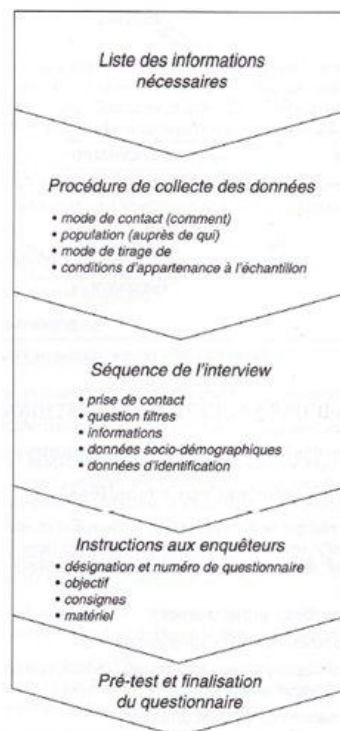 Liste des informations
nécessaires
Procédure de collecte des données
• mode de contact (comment)
• population (auprès de qui)
• mode de tirage de
• conditions d'appartenance à l'échantillon
Séquence de l'interview
• prise de contact
• question filtres
• informations
• données socio-démographiques
• données d'identification
Instructions aux enquêteurs
• désignation et numéro de questionnaire
• objectif
• consignes
• matériel
Pré-test et finalisation
du questionnaire